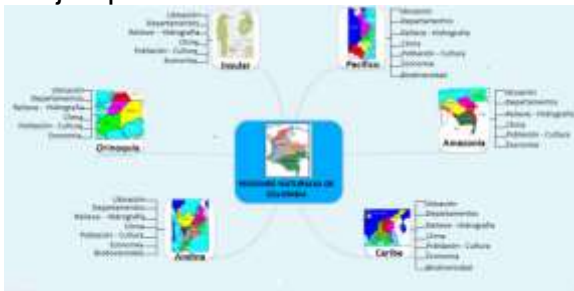 Ubicación
Departamentos
Relieve - Hidrografía
Clima
Población - Cultura
Economía
Insular
Ubicación
Departamentos
Relieve - Hidrografía
Clima
Población - Cultura
Economía
Biodiversidad
Pacífico
Ubicación
Departamentos
Relieve - Hidrografía
Clima
Población - Cultura
Economía
Orinoquía
Ubicación
Departamentos
Relieve - Hidrografía
Clima
Población - Cultura
Economía
Amazonía
REGIONES NATURALES DE
COLOMBIA
Ubicación
Departamentos
Relieve - Hidrografía
Clima
Población - Cultura
Economía
Biodiversidad
Andina
Ubicación
Departamentos
Relieve - Hidrografía
Clima
Población - Cultura
Economía
Biodiversidad
Caribe